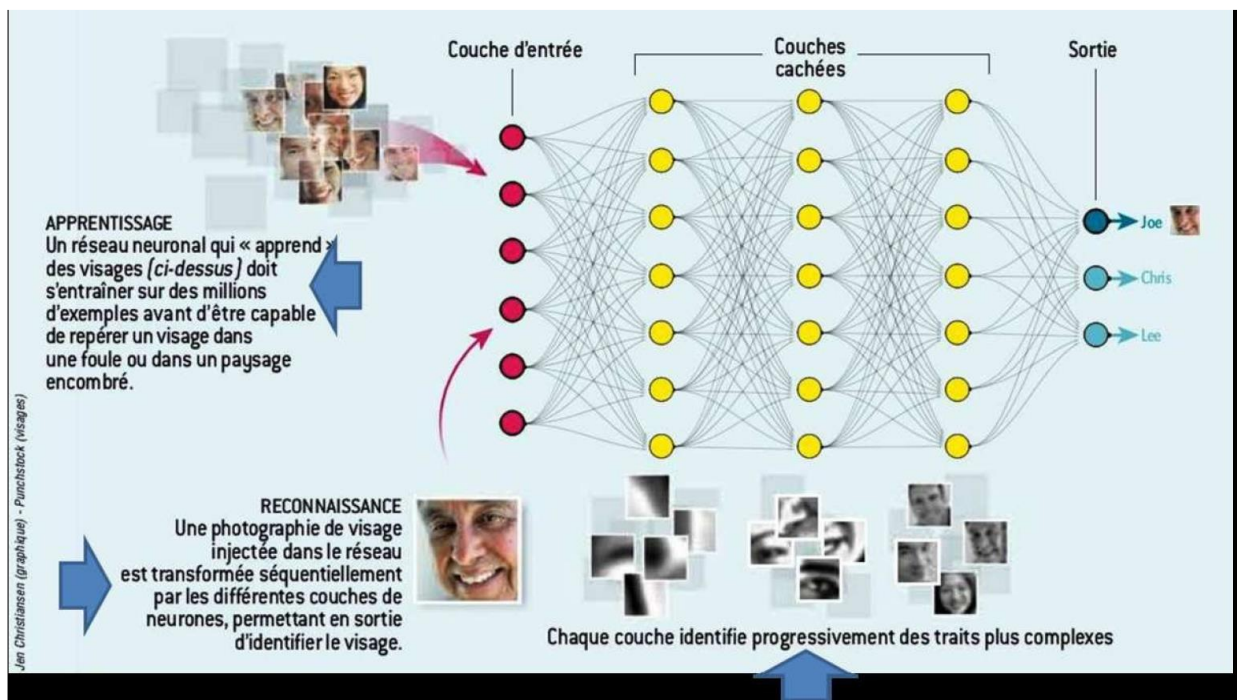 Couche d'entrée
Couches
cachées
Sortie
APPRENTISSAGE
Un réseau neuronal qui « apprend »
des visages (ci-dessus) doit
s'entraîner sur des millions
d'exemples avant d'être capable
de repérer un visage dans
une foule ou dans un paysage
encombré.
Joe
Chris
Lee
RECONNAISSANCE
Une photographie de visage
injectée dans le réseau
est transformée séquentiellement
par les différentes couches de
neurones, permettant en sortie
d'identifier le visage.
Chaque couche identifie progressivement des traits plus complexes
Jen Christiansen (graphique) - Punchstock (visages)